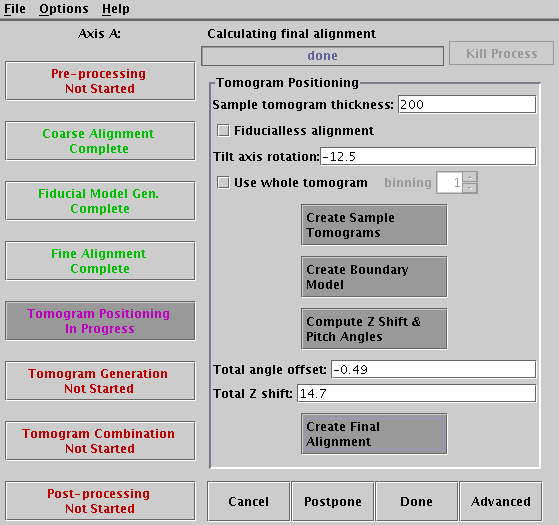 File Options Help
Axis A:
Calculating final alignment
done
Kill Process
Pre-processing
Not Started
Coarse Alignment
Complete
Fiducial Model Gen.
Complete
Fine Alignment
Complete
Tomogram Positioning
In Progress
Tomogram Generation
Not Started
Tomogram Combination
Not Started
Post-processing
Not Started
Tomogram Positioning
Sample tomogram thickness: 200
Fiducialless alignment
Tilt axis rotation: -12.5
Use whole tomogram binning 1
Create Sample
Tomograms
Create Boundary
Model
Compute Z Shift &
Pitch Angles
Total angle offset: -0.49
Total Z shift: 14.7
Create Final
Alignment
Cancel Postpone Done Advanced